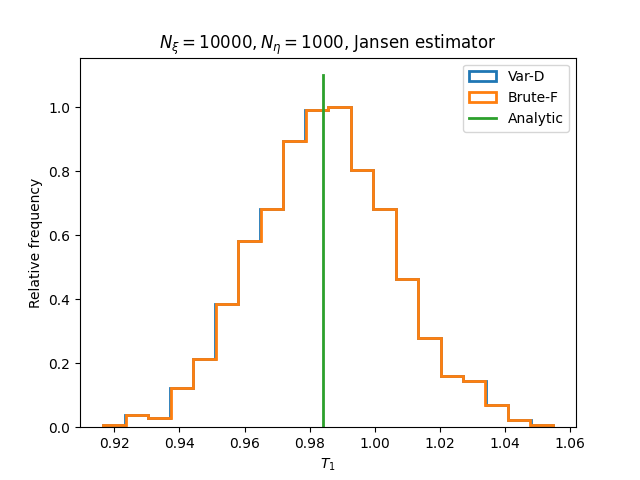 $N_\xi = 10000, N_\eta = 1000$, Jansen estimator
Var-D
Brute-F
Analytic
Relative frequency
1.0
0.8
0.6
0.4
0.2
0.0
0.92 0.94 0.96 0.98 1.00 1.02 1.04 1.06
$T_1$